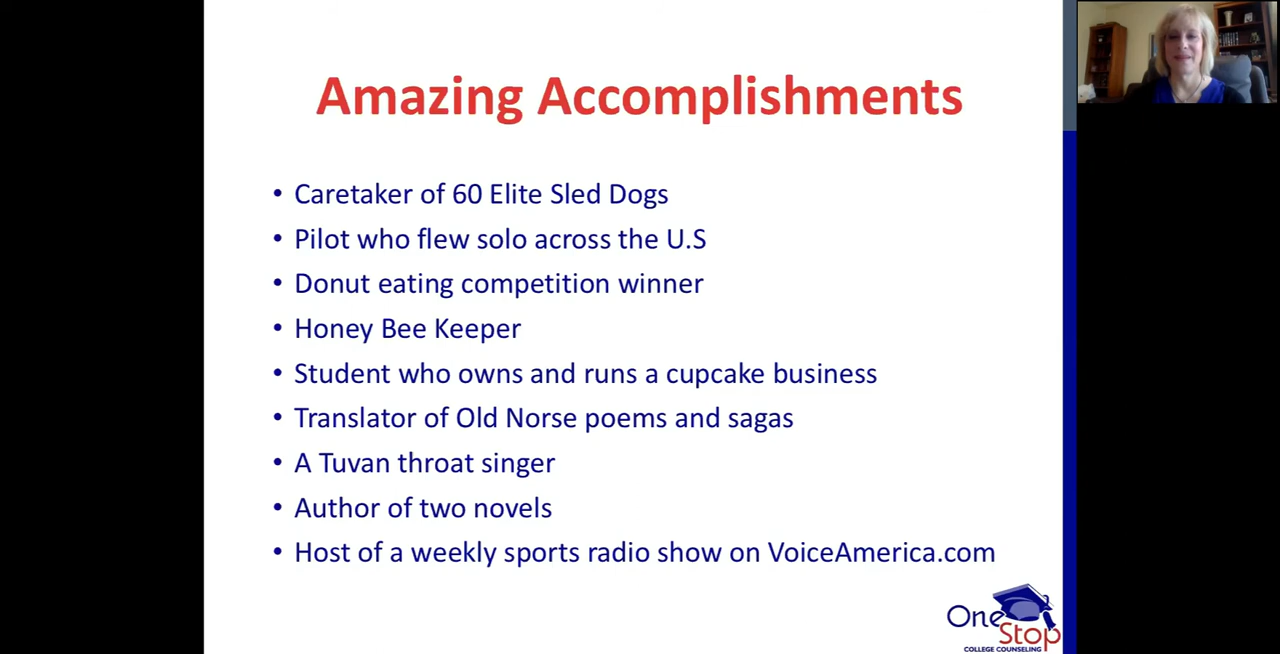 Amazing Accomplishments
• Caretaker of 60 Elite Sled Dogs
• Pilot who flew solo across the U.S
• Donut eating competition winner
• Honey Bee Keeper
• Student who owns and runs a cupcake business
• Translator of Old Norse poems and sagas
• A Tuvan throat singer
• Author of two novels
• Host of a weekly sports radio show on VoiceAmerica.com
One
Stop
COLLEGE COUNSELING